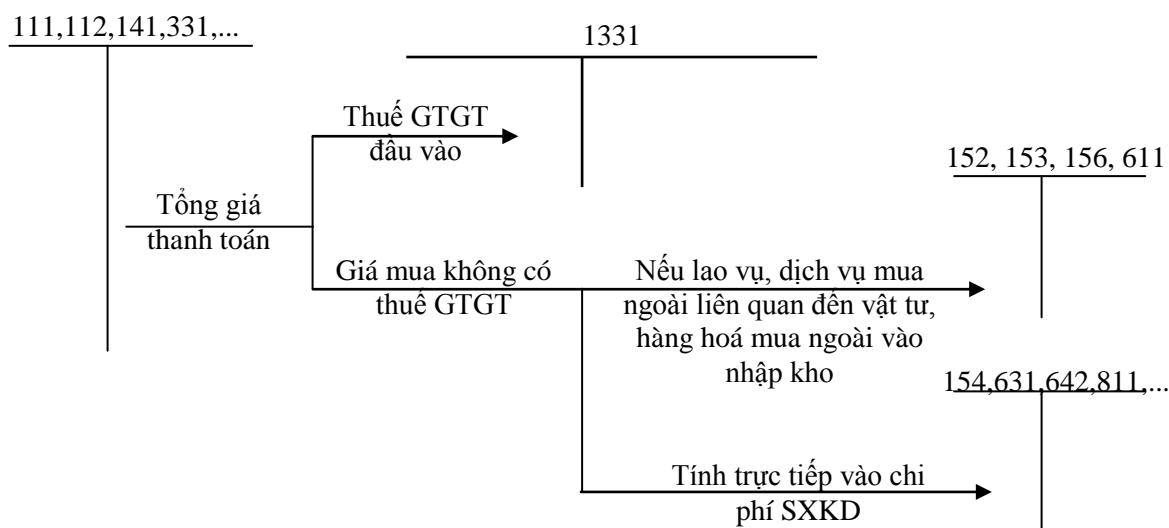 111,112,141,331,...
1331
Thuế GTGT
đầu vào
152, 153, 156, 611
Tổng giá
thanh toán
Giá mua không có
thuế GTGT
Nếu lao vụ, dịch vụ mua
ngoài liên quan đến vật tư,
hàng hoá mua ngoài vào
nhập kho
154,631,642,811,...
Tính trực tiếp vào chi
phí SXKD